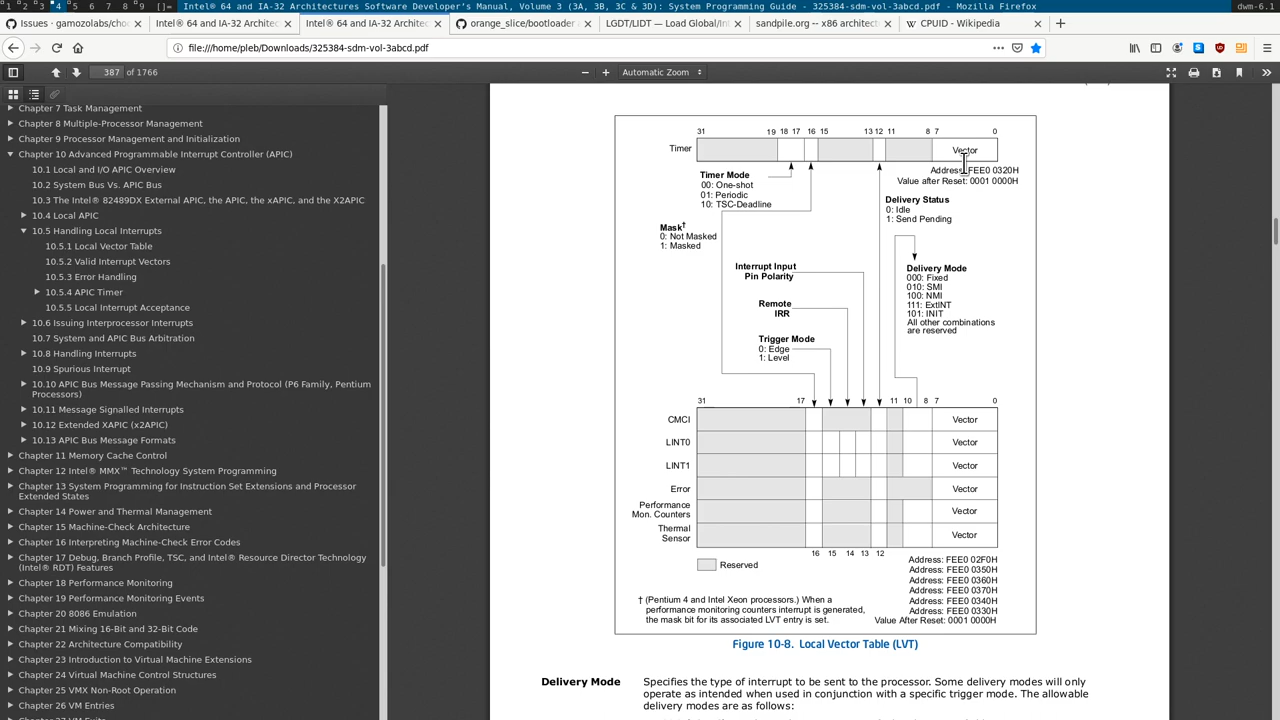 1 2 3 4 5 6 7 8 9 []= Intel® 64 and IA-32 Architectures Software Developer's Manual, Volume 3 (3A, 3B, 3C & 3D): System Programming Guide - 325384-sdm-vol-3abcd.pdf - Mozilla Firefox dwm-6.1
Issues · gamozolabs/choc Intel® 64 and IA-32 Architec Intel® 64 and IA-32 Architec orange_slice/bootloader LGDT/LIDT — Load Global/Int sandpile.org -- x86 architect CPUID - Wikipedia
file:///home/pleb/Downloads/325384-sdm-vol-3abcd.pdf
387 of 1766 Automatic Zoom
Chapter 7 Task Management
Chapter 8 Multiple-Processor Management
Chapter 9 Processor Management and Initialization
Chapter 10 Advanced Programmable Interrupt Controller (APIC)
10.1 Local and I/O APIC Overview
10.2 System Bus Vs. APIC Bus
10.3 The Intel® 82489DX External APIC, the APIC, the xAPIC, and the X2APIC
10.4 Local APIC
10.5 Handling Local Interrupts
10.5.1 Local Vector Table
10.5.2 Valid Interrupt Vectors
10.5.3 Error Handling
10.5.4 APIC Timer
10.5.5 Local Interrupt Acceptance
10.6 Issuing Interprocessor Interrupts
10.7 System and APIC Bus Arbitration
10.8 Handling Interrupts
10.9 Spurious Interrupt
10.10 APIC Bus Message Passing Mechanism and Protocol (P6 Family, Pentium
Processors)
10.11 Message Signalled Interrupts
10.12 Extended XAPIC (x2APIC)
10.13 APIC Bus Message Formats
Chapter 11 Memory Cache Control
Chapter 12 Intel® MMX™ Technology System Programming
Chapter 13 System Programming for Instruction Set Extensions and Processor
Extended States
Chapter 14 Power and Thermal Management
Chapter 15 Machine-Check Architecture
Chapter 16 Interpreting Machine-Check Error Codes
Chapter 17 Debug, Branch Profile, TSC, and Intel® Resource Director Technology
(Intel® RDT) Features
Chapter 18 Performance Monitoring
Chapter 19 Performance Monitoring Events
Chapter 20 8086 Emulation
Chapter 21 Mixing 16-Bit and 32-Bit Code
Chapter 22 Architecture Compatibility
Chapter 23 Introduction to Virtual Machine Extensions
Chapter 24 Virtual Machine Control Structures
Chapter 25 VMX Non-Root Operation
Chapter 26 VM Entries
31 19 18 17 16 15 13 12 11 8 7 0
Timer Vector
Address: FEE0 0320H
Value after Reset: 0001 0000H
Timer Mode
00: One-shot
01: Periodic
10: TSC-Deadline
Delivery Status
0: Idle
1: Send Pending
Mask†
0: Not Masked
1: Masked
Interrupt Input
Pin Polarity
Delivery Mode
000: Fixed
010: SMI
100: NMI
111: ExtINT
101: INIT
All other combinations
are reserved
Remote
IRR
Trigger Mode
0: Edge
1: Level
31 17 11 10 8 7 0
CMCI Vector
LINT0 Vector
LINT1 Vector
Error Vector
Performance
Mon. Counters Vector
Thermal
Sensor Vector
16 15 14 13 12
Reserved
Address: FEE0 02F0H
Address: FEE0 0350H
Address: FEE0 0360H
Address: FEE0 0370H
Address: FEE0 0340H
Address: FEE0 0330H
Value After Reset: 0001 0000H
† (Pentium 4 and Intel Xeon processors.) When a
performance monitoring counters interrupt is generated,
the mask bit for its associated LVT entry is set.
Figure 10-8. Local Vector Table (LVT)
Delivery Mode Specifies the type of interrupt to be sent to the processor. Some delivery modes will only
operate as intended when used in conjunction with a specific trigger mode. The allowable
delivery modes are as follows: